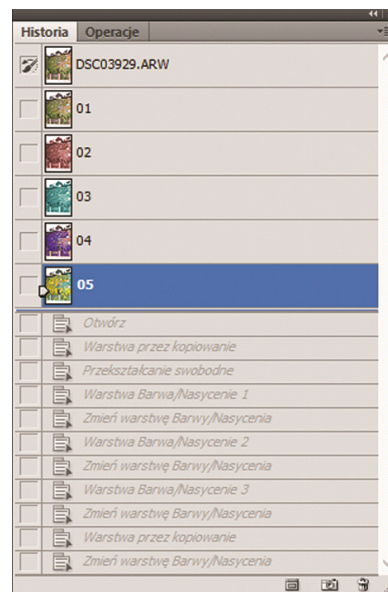 Historia Operacje
DSC03929.ARW
01
02
03
04
05
Otwórz
Warstwa przez kopiowanie
Przekształcanie swobodne
Warstwa Barwa/Nasycenie 1
Zmień warstwę Barwy/Nasycenia
Warstwa Barwa/Nasycenie 2
Zmień warstwę Barwy/Nasycenia
Warstwa Barwa/Nasycenie 3
Zmień warstwę Barwy/Nasycenia
Warstwa przez kopiowanie
Zmień warstwę Barwy/Nasycenia